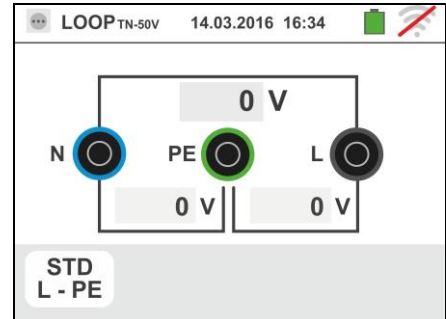 LOOP TN-50V 14.03.2016 16:34
0 V
N PE L
0 V 0 V
STD
L - PE